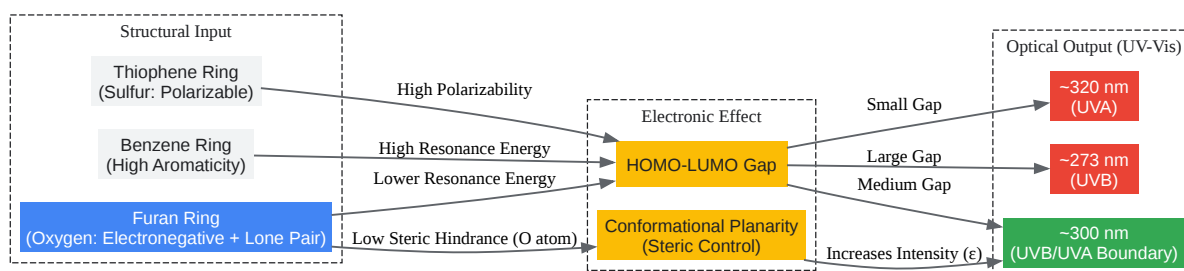 Structural Input
Thiophene Ring
(Sulfur: Polarizable)
Benzene Ring
(High Aromaticity)
Furan Ring
(Oxygen: Electronegative + Lone Pair)
High Polarizability
High Resonance Energy
Lower Resonance Energy
Low Steric Hindrance (O atom)
Electronic Effect
HOMO-LUMO Gap
Conformational Planarity
(Steric Control)
Small Gap
Large Gap
Medium Gap
Increases Intensity (ε)
Optical Output (UV-Vis)
~320 nm
(UVA)
~273 nm
(UVB)
~300 nm
(UVB/UVA Boundary)